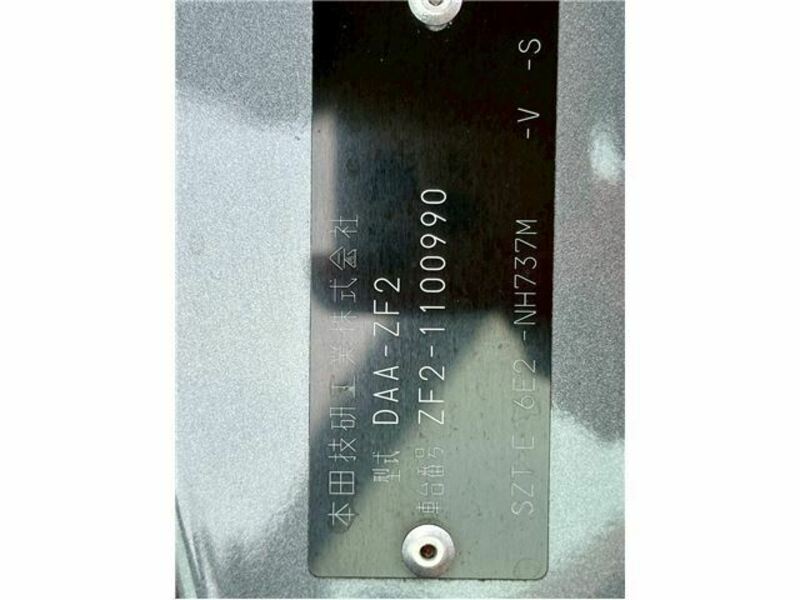 本田技研工業株式会社
型式 DAA-ZF2
車台番号 ZF2-1100990
SZT E 6E2 -NH737M -V -S